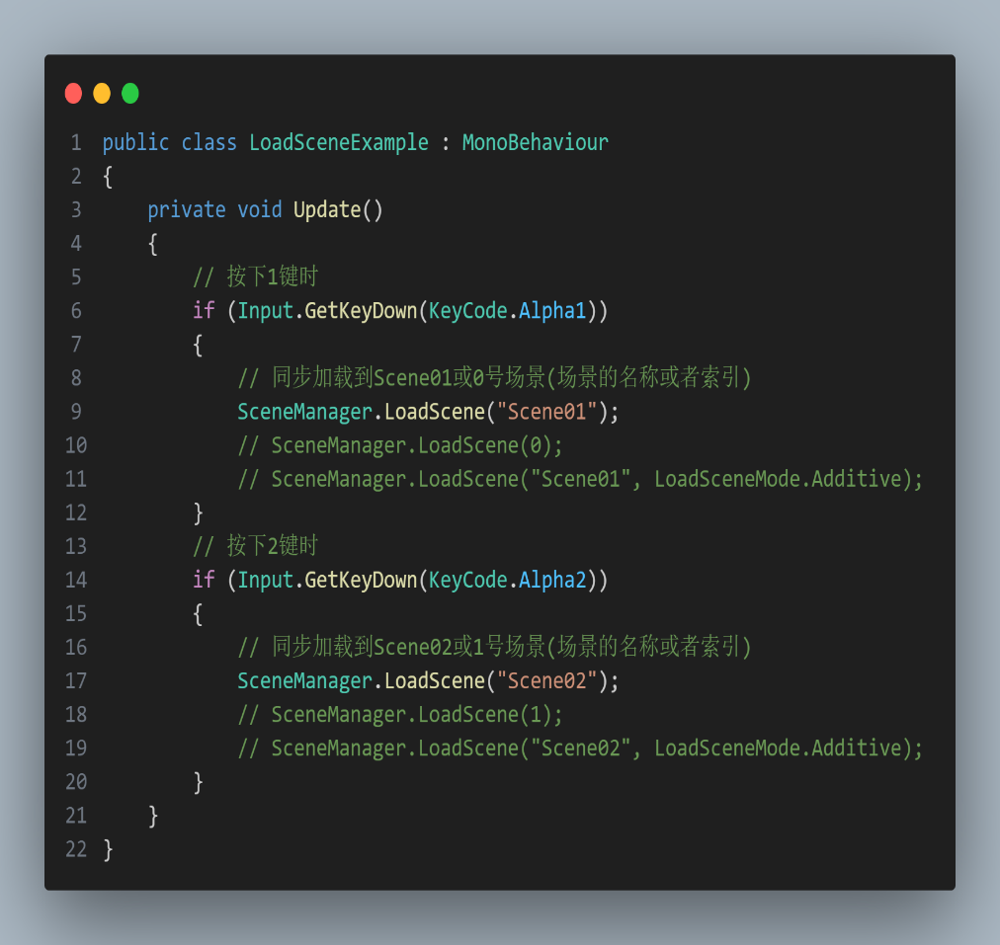 1 public class LoadSceneExample : MonoBehaviour
2 {
3     private void Update()
4     {
5         // 按下1键时
6         if (Input.GetKeyDown(KeyCode.Alpha1))
7         {
8             // 同步加载到Scene01或0号场景(场景的名称或者索引)
9             SceneManager.LoadScene("Scene01");
10             // SceneManager.LoadScene(0);
11             // SceneManager.LoadScene("Scene01", LoadSceneMode.Additive);
12         }
13         // 按下2键时
14         if (Input.GetKeyDown(KeyCode.Alpha2))
15         {
16             // 同步加载到Scene02或1号场景(场景的名称或者索引)
17             SceneManager.LoadScene("Scene02");
18             // SceneManager.LoadScene(1);
19             // SceneManager.LoadScene("Scene02", LoadSceneMode.Additive);
20         }
21     }
22 }